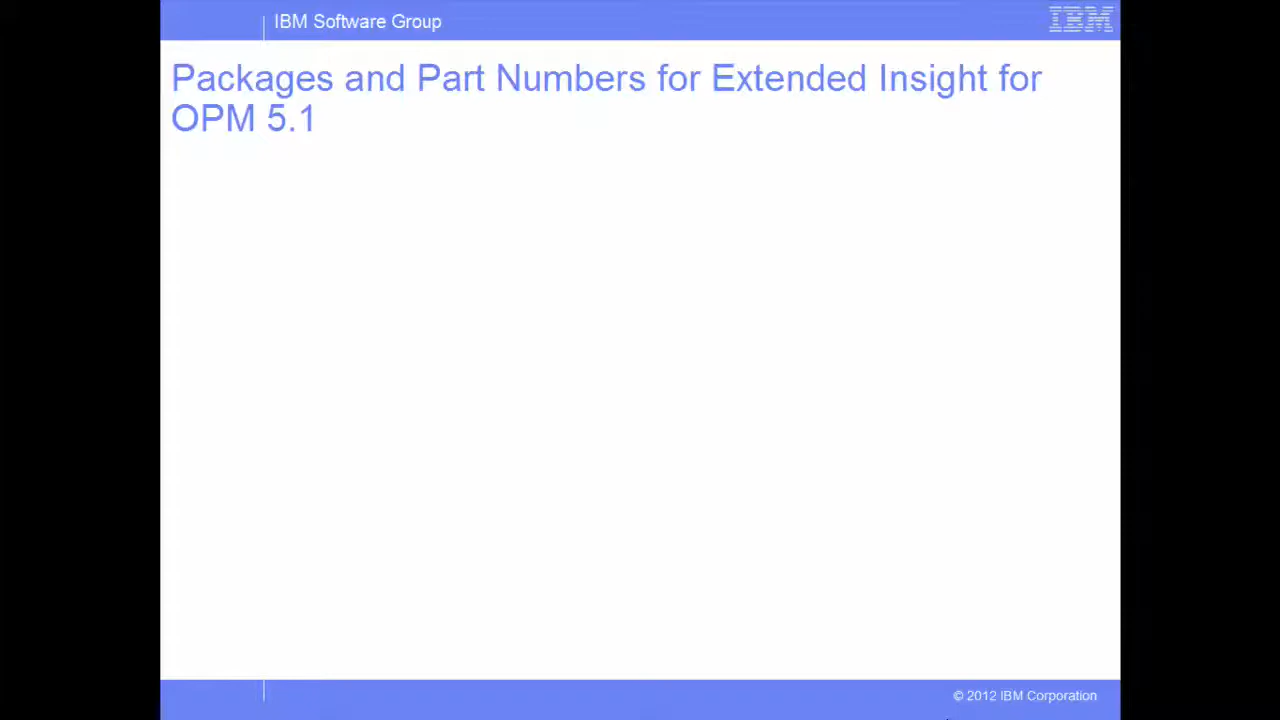 IBM Software Group
IBM
Packages and Part Numbers for Extended Insight for
OPM 5.1
© 2012 IBM Corporation